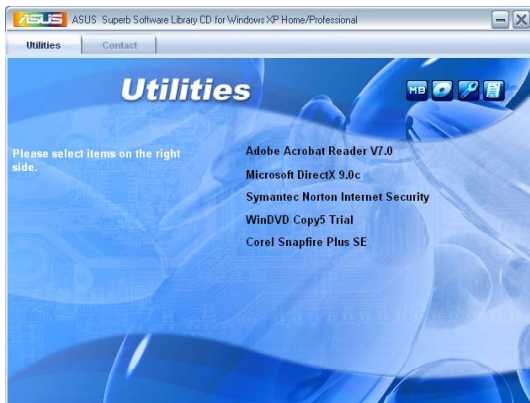 ASUS ASUS Superb Software Library CD for Windows XP Home/Professional
Utilities Contact
Utilities
MB
Please select items on the right
side.
Adobe Acrobat Reader V7.0
Microsoft DirectX 9.0c
Symantec Norton Internet Security
WinDVD Copy5 Trial
Corel Snapfire Plus SE